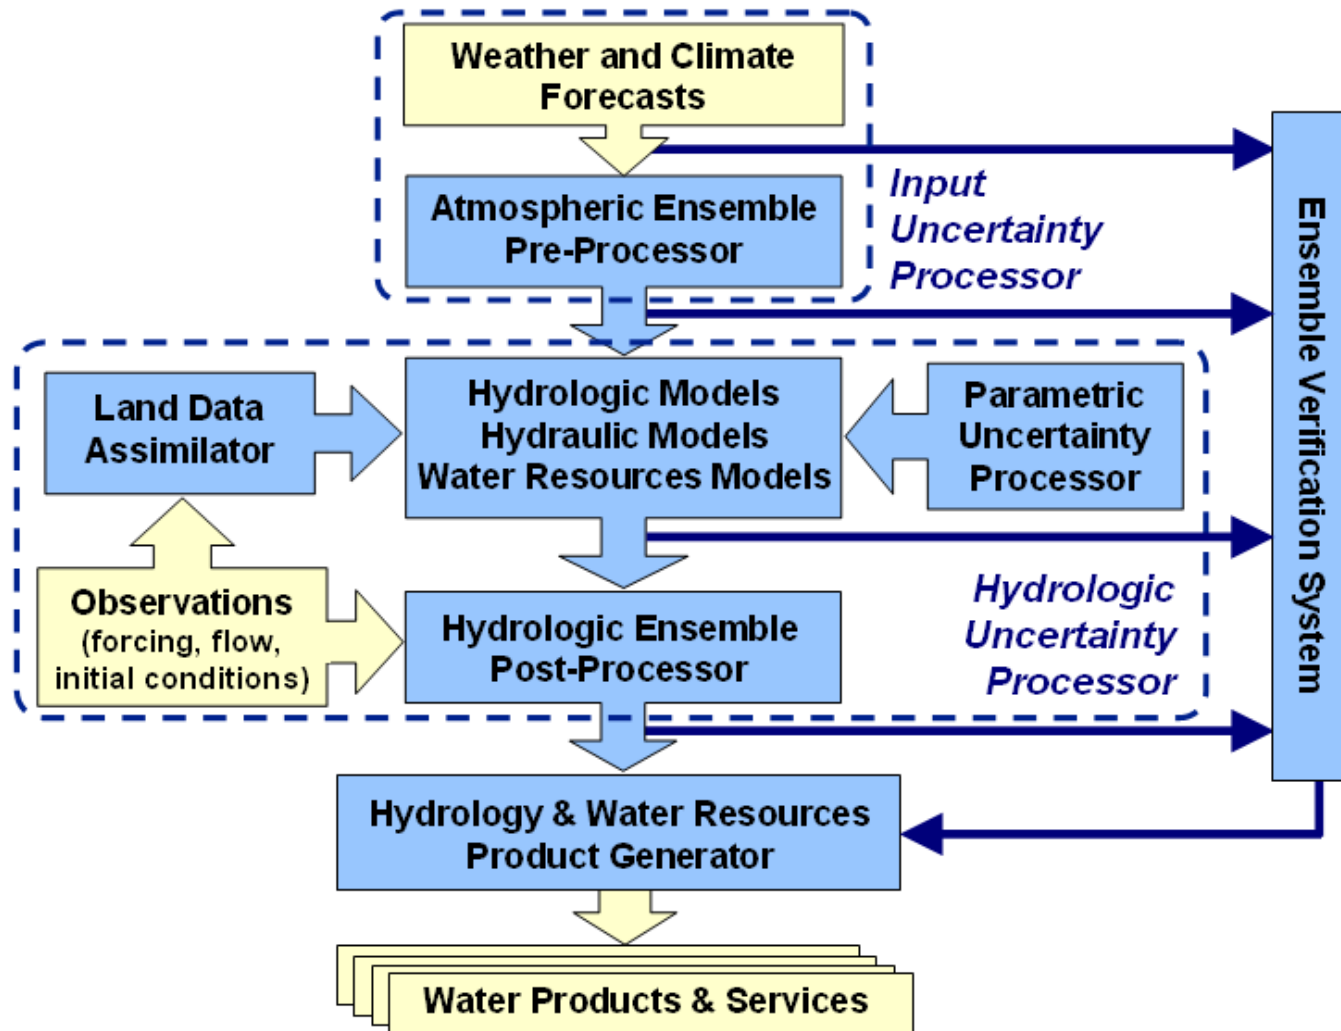 Weather and Climate
Forecasts
Atmospheric Ensemble
Pre-Processor
Input
Uncertainty
Processor
Land Data
Assimilator
Hydrologic Models
Hydraulic Models
Water Resources Models
Parametric
Uncertainty
Processor
Observations
(forcing, flow,
initial conditions)
Hydrologic Ensemble
Post-Processor
Hydrologic
Uncertainty
Processor
Ensemble Verification System
Hydrology & Water Resources
Product Generator
Water Products & Services